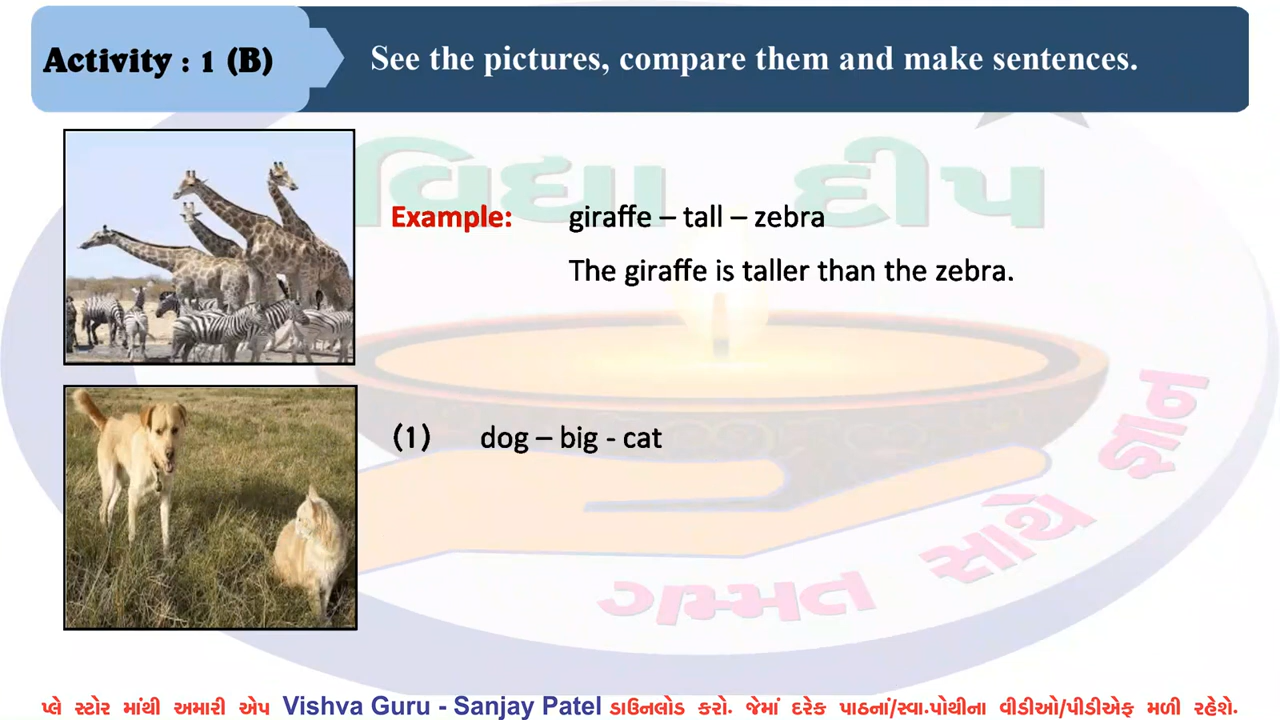 Activity : 1 (B)
See the pictures, compare them and make sentences.
વિદ્યા દીપ
Example: giraffe – tall – zebra
The giraffe is taller than the zebra.
(1) dog – big - cat
ગમ્મત સાથે જ્ઞાન
પ્લે સ્ટોર માંથી અમારી એપ Vishva Guru - Sanjay Patel ડાઉનલોડ કરો. જેમાં દરેક પાઠનાં/સ્વા.પોથીના વીડીઓ/પીડીએફ મળી રહેશે.